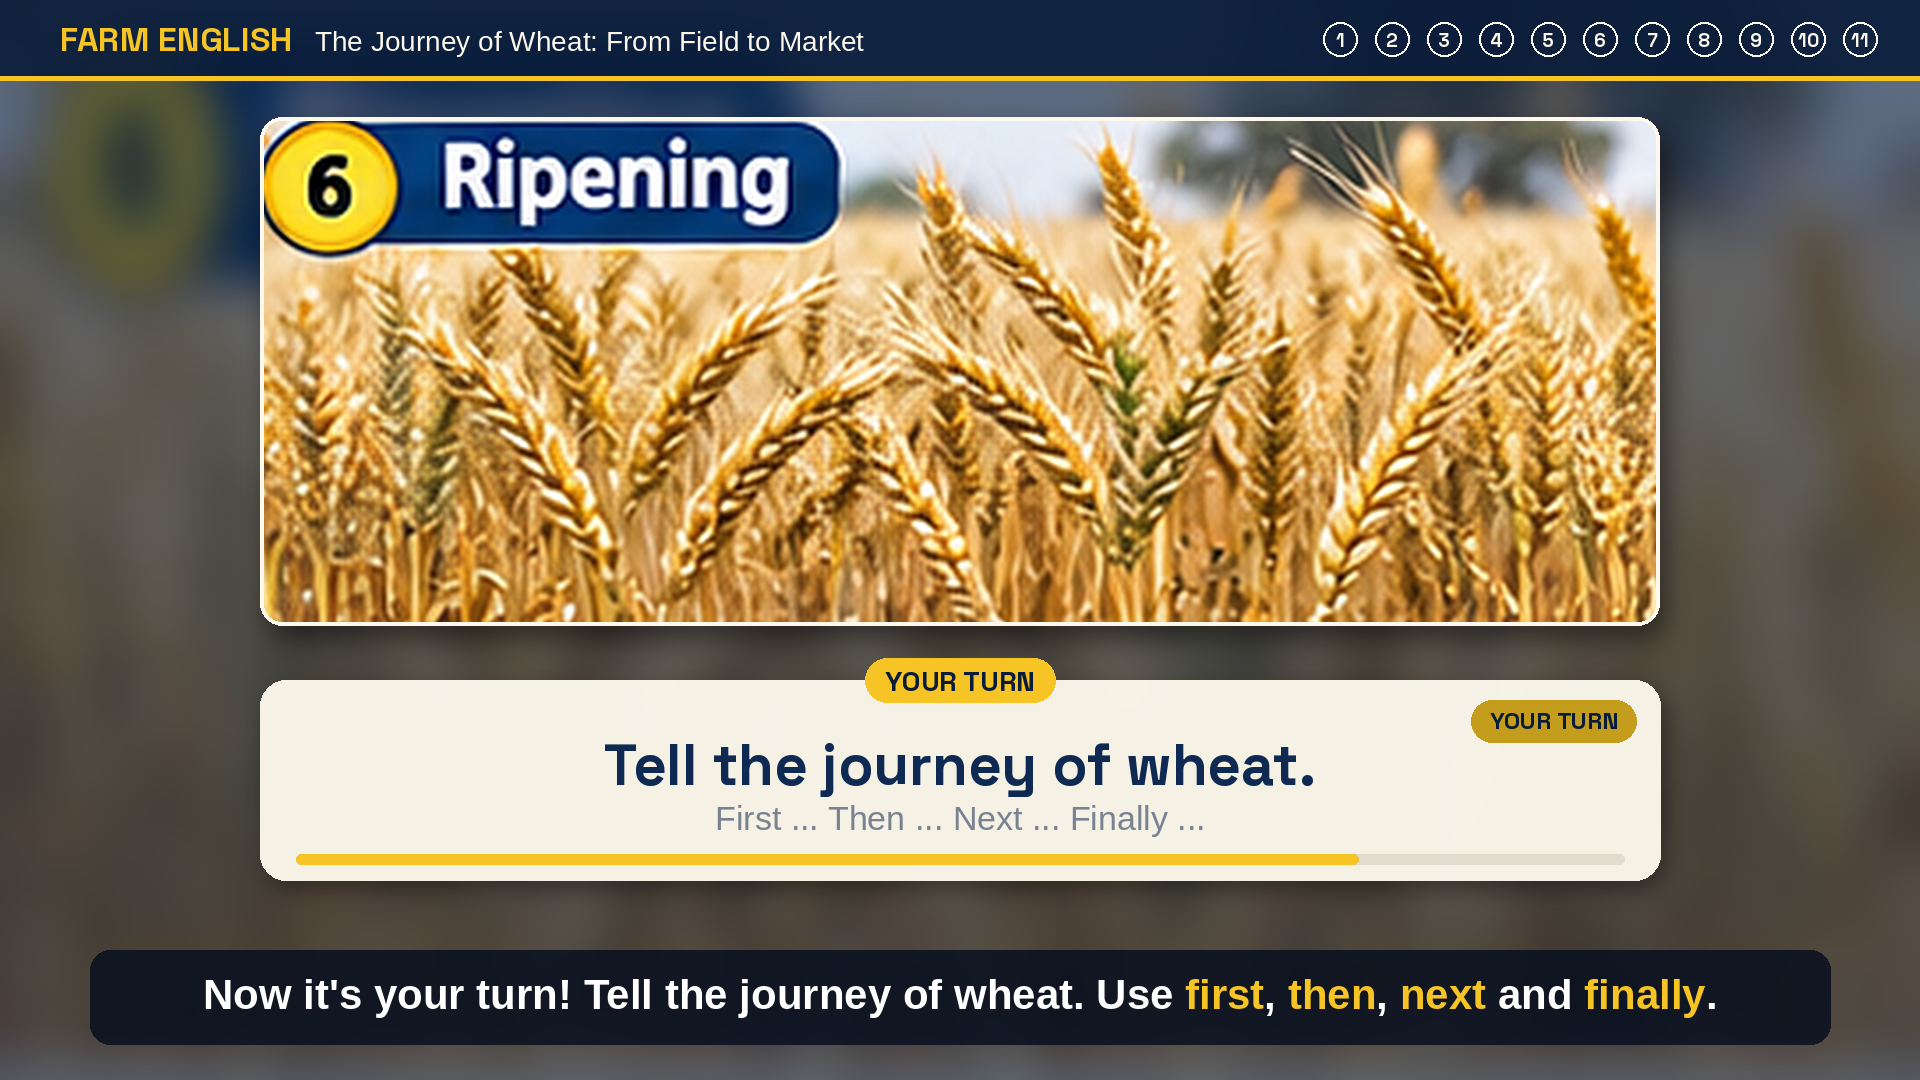 FARM ENGLISH The Journey of Wheat: From Field to Market 1 2 3 4 5 6 7 8 9 10 11
6 Ripening
YOUR TURN
YOUR TURN
Tell the journey of wheat.
First ... Then ... Next ... Finally ...
Now it's your turn! Tell the journey of wheat. Use first, then, next and finally.